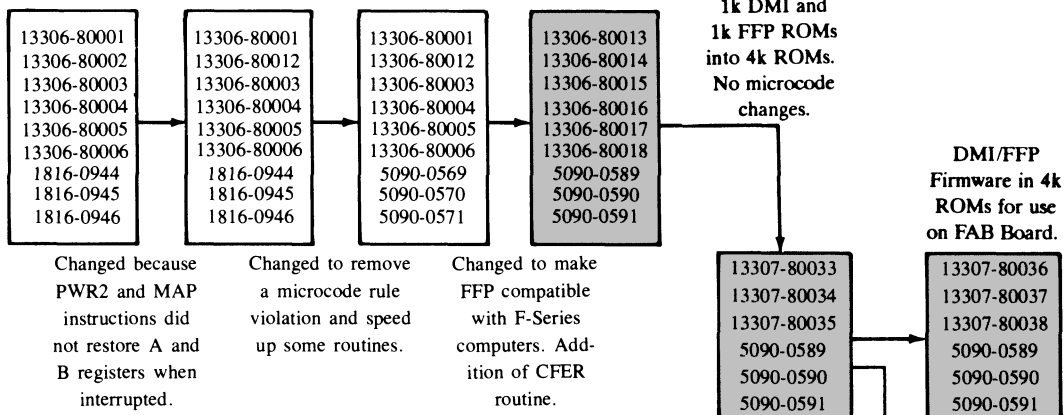 13306-80001
13306-80002
13306-80003
13306-80004
13306-80005
13306-80006
1816-0944
1816-0945
1816-0946
Changed because
PWR2 and MAP
instructions did
not restore A and
B registers when
interrupted.
13306-80001
13306-80012
13306-80003
13306-80004
13306-80005
13306-80006
1816-0944
1816-0945
1816-0946
Changed to remove
a microcode rule
violation and speed
up some routines.
13306-80001
13306-80012
13306-80003
13306-80004
13306-80005
13306-80006
5090-0569
5090-0570
5090-0571
Changed to make
FFP compatible
with F-Series
computers. Add-
ition of CFER
routine.
13306-80013
13306-80014
13306-80015
13306-80016
13306-80017
13306-80018
5090-0589
5090-0590
5090-0591
1k DMI and
1k FFP ROMs
into 4k ROMs.
No microcode
changes.
13307-80033
13307-80034
13307-80035
5090-0589
5090-0590
5090-0591
DMI/FFP
Firmware in 4k
ROMs for use
on FAB Board.
13307-80036
13307-80037
13307-80038
5090-0589
5090-0590
5090-0591